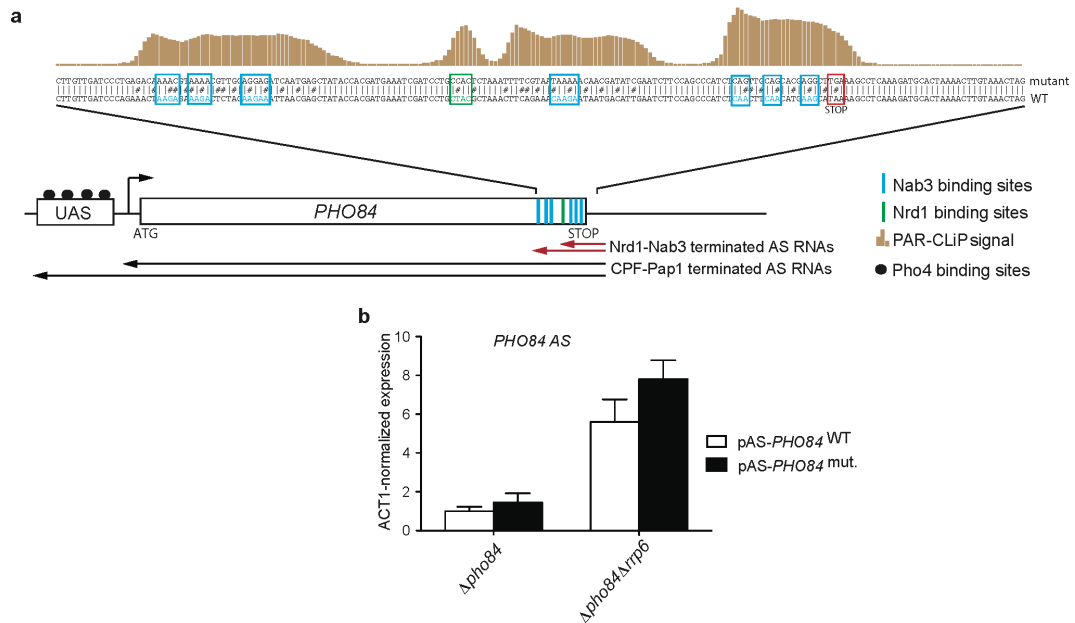 a
mutant
WT
STOP
UAS
PHO84
ATG
STOP
Nrd1-Nab3 terminated AS RNAs
CPF-Pap1 terminated AS RNAs
Nab3 binding sites
Nrd1 binding sites
PAR-CLiP signal
Pho4 binding sites
b
PHO84 AS
ACT1-normalized expression
10
8
6
4
2
0
Δpho84
Δpho84Δrrp6
pAS-PHO84 WT
pAS-PHO84 mut.